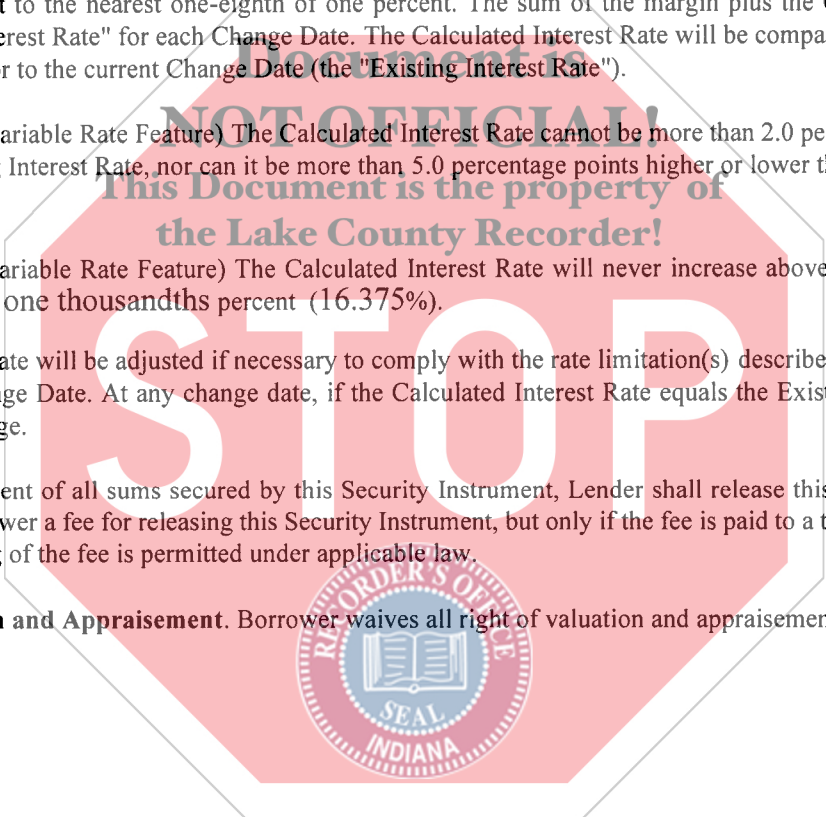 t to the nearest one-eighth of one percent. The sum of the margin plus the
erest Rate" for each Change Date. The Calculated Interest Rate will be compa
r to the current Change Date (the "Existing Interest Rate").
Document is
NOT OFFICIAL!
ariable Rate Feature) The Calculated Interest Rate cannot be more than 2.0 pe
Interest Rate, nor can it be more than 5.0 percentage points higher or lower t
This Document is the property of
the Lake County Recorder!
ariable Rate Feature) The Calculated Interest Rate will never increase above
one thousandths percent (16.375%).
STOP
ate will be adjusted if necessary to comply with the rate limitation(s) describe
ge Date. At any change date, if the Calculated Interest Rate equals the Exis
ge.
ent of all sums secured by this Security Instrument, Lender shall release this
wer a fee for releasing this Security Instrument, but only if the fee is paid to a t
of the fee is permitted under applicable law.
and Appraisement. Borrower waives all right of valuation and appraisemen
RECORDER'S OFFICE
SEAL
INDIANA